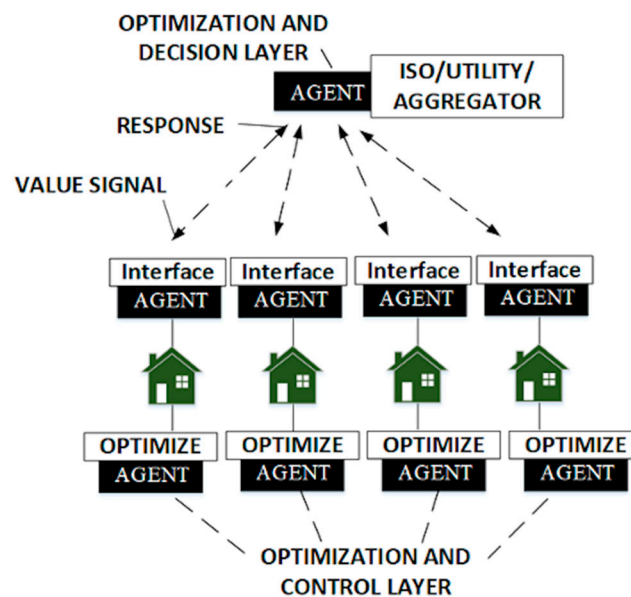 OPTIMIZATION AND
DECISION LAYER
AGENT
ISO/UTILITY/
AGGREGATOR
RESPONSE
VALUE SIGNAL
Interface Interface Interface Interface
AGENT AGENT AGENT AGENT
OPTIMIZE OPTIMIZE OPTIMIZE OPTIMIZE
AGENT AGENT AGENT AGENT
OPTIMIZATION AND
CONTROL LAYER